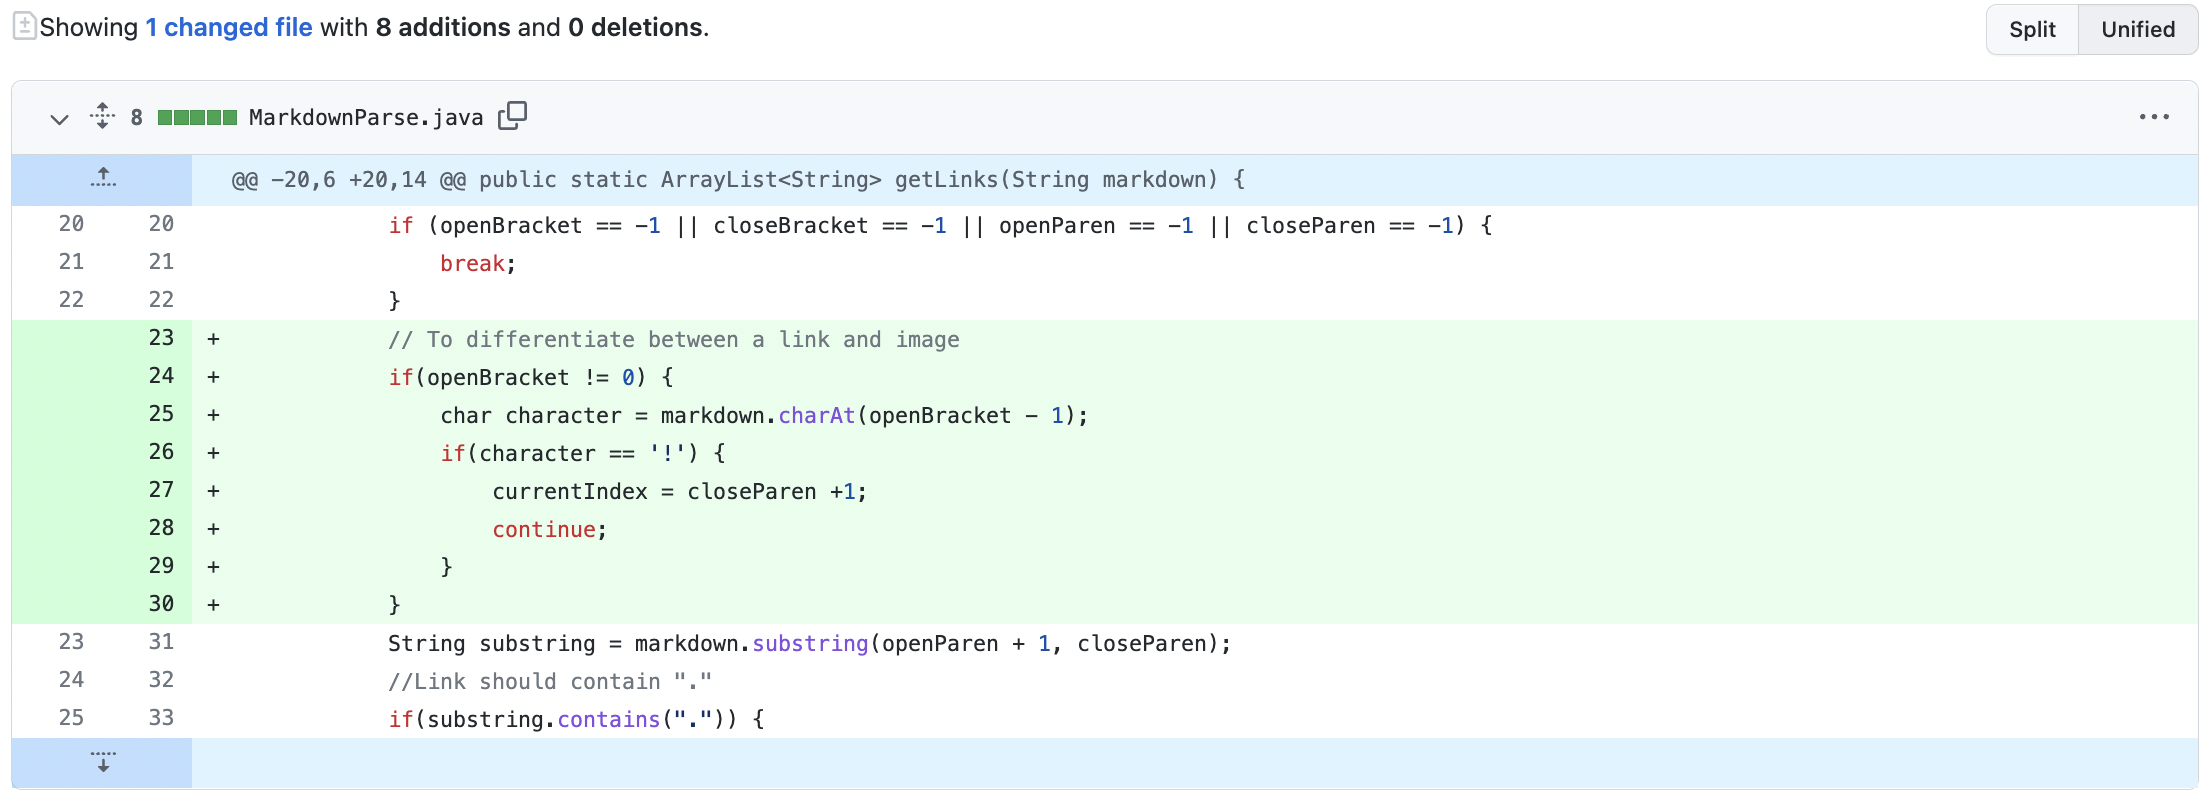 Showing 1 changed file with 8 additions and 0 deletions.
Split Unified
8 MarkdownParse.java
@@ -20,6 +20,14 @@ public static ArrayList<String> getLinks(String markdown) {
20 20 if (openBracket == -1 || closeBracket == -1 || openParen == -1 || closeParen == -1) {
21 21 break;
22 22 }
23 + // To differentiate between a link and image
24 + if(openBracket != 0) {
25 + char character = markdown.charAt(openBracket - 1);
26 + if(character == '!') {
27 + currentIndex = closeParen +1;
28 + continue;
29 + }
30 + }
23 31 String substring = markdown.substring(openParen + 1, closeParen);
24 32 //Link should contain "."
25 33 if(substring.contains(".")) {